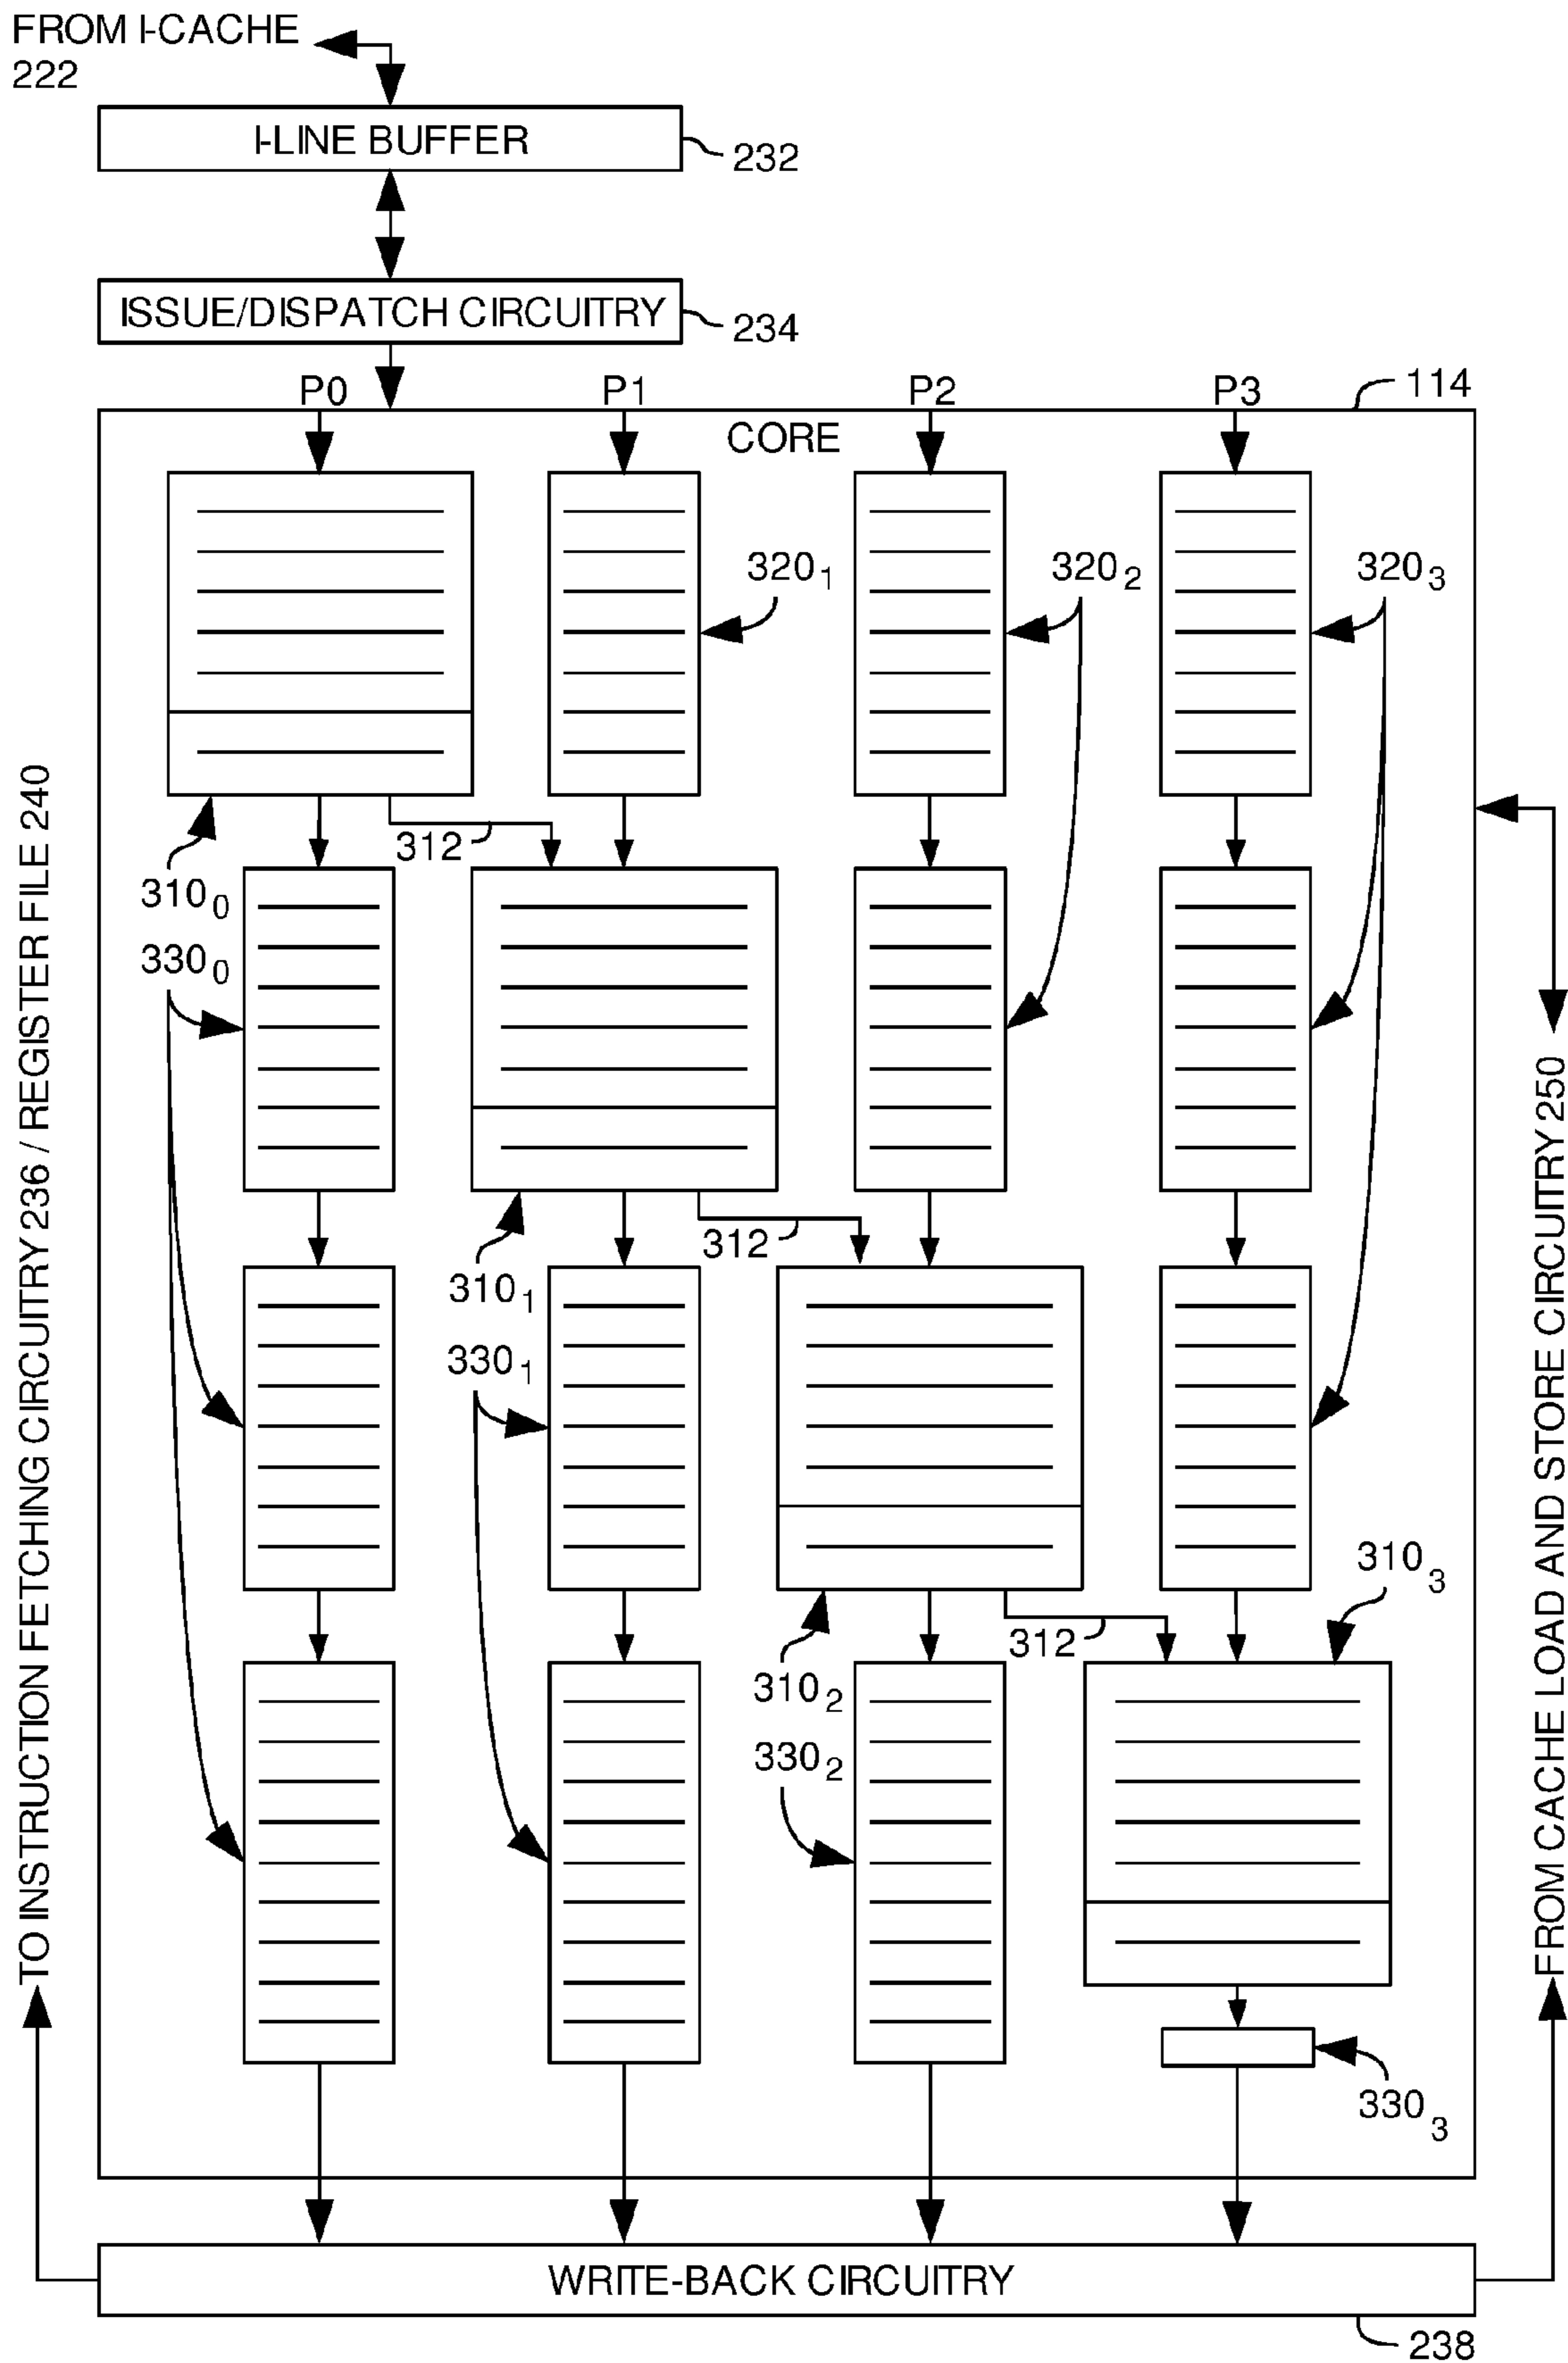 FROM I-CACHE
222
I-LINE BUFFER
232
ISSUE/DISPATCH CIRCUITRY
234
P0 P1 P2 P3
114
CORE
320₁ 320₂ 320₃
312
310₀
330₀
312
310₁
330₁
310₃
312
310₂
330₂
330₃
TO INSTRUCTION FETCHING CIRCUITRY 236 / REGISTER FILE 240
FROM CACHE LOAD AND STORE CIRCUITRY 250
WRITE-BACK CIRCUITRY
238